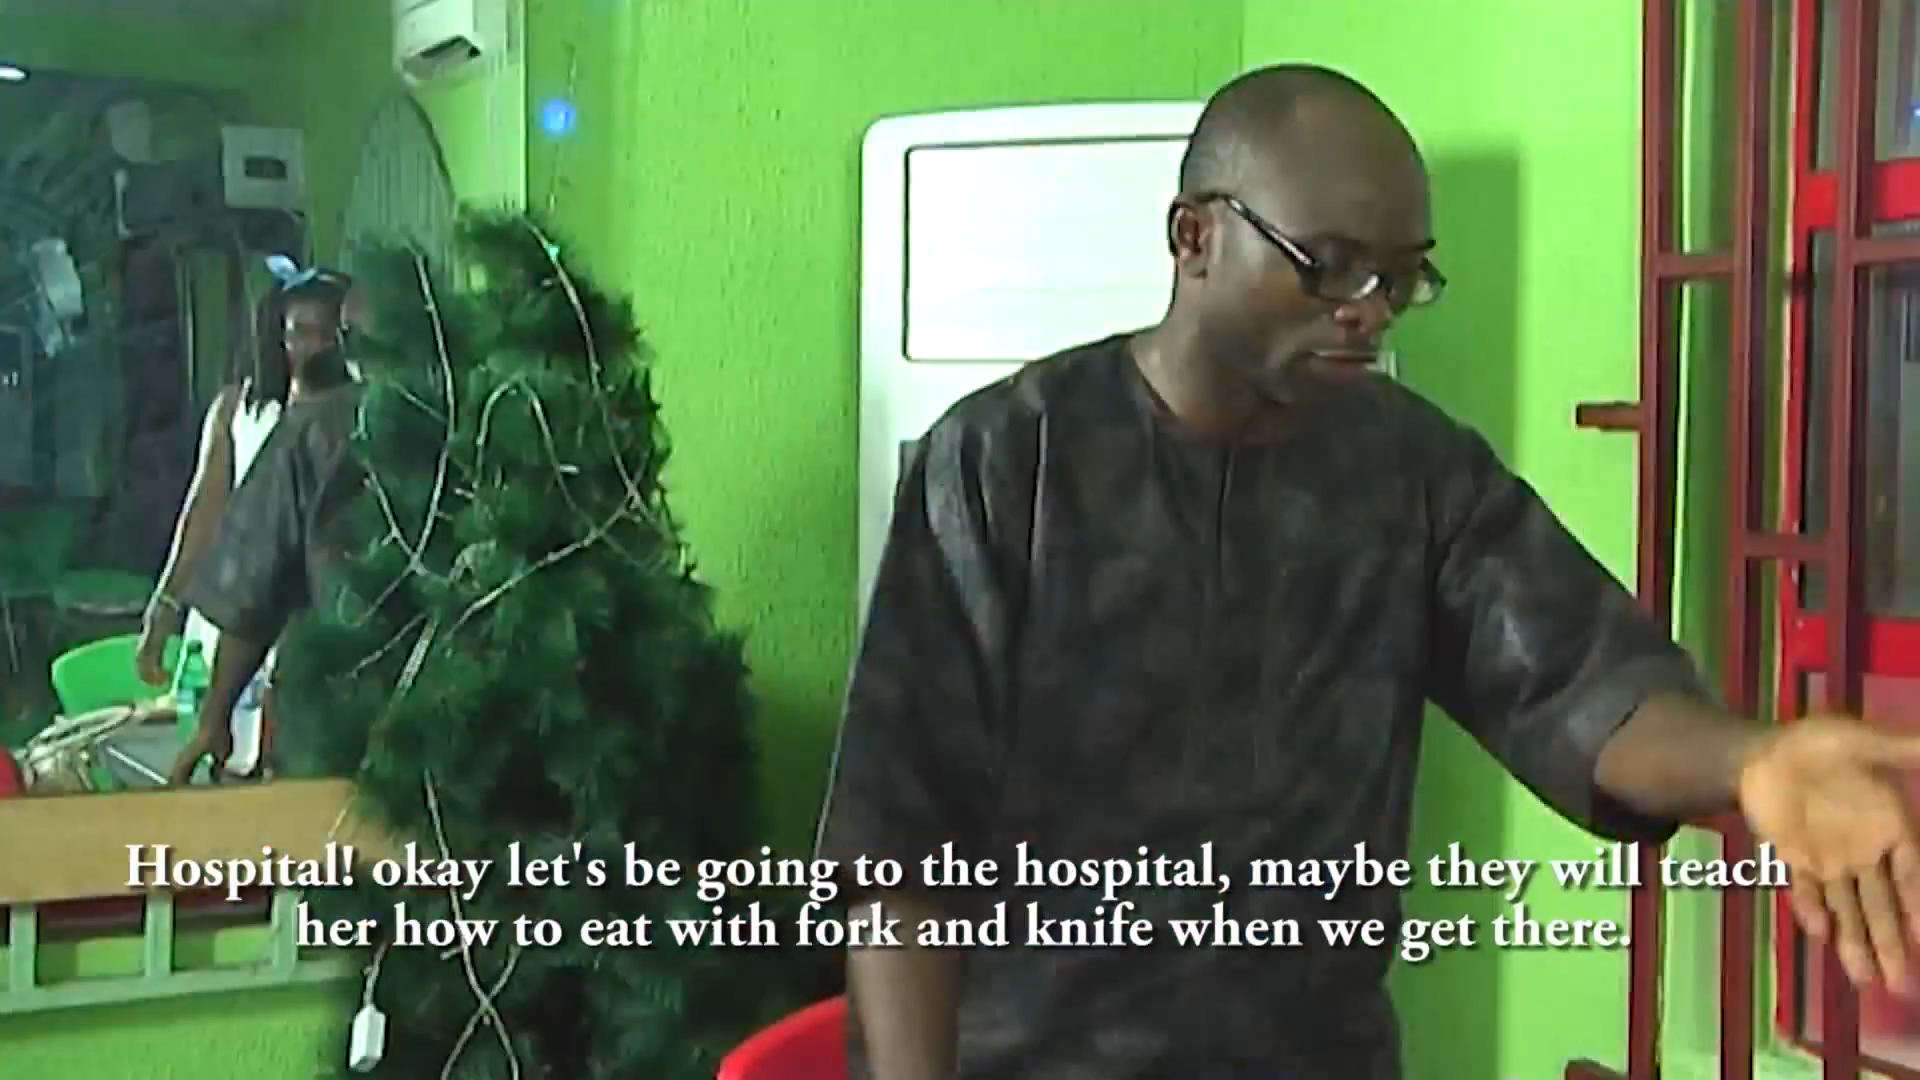 Hospital! okay let's be going to the hospital, maybe they will teach
her how to eat with fork and knife when we get there.